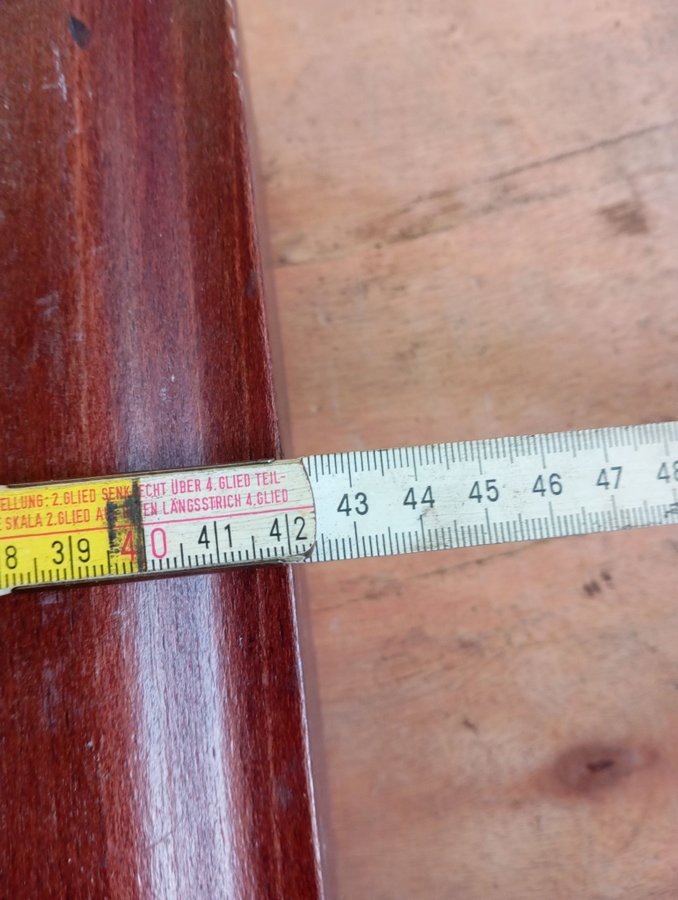 ELLUNG: 2.GLIED SENKRECHT ÜBER 4.GLIED TEIL-
E SKALA 2.GLIED A EN LÄNGSSTRICH 4.GLIED
8 39 40 41 42 43 44 45 46 47 48